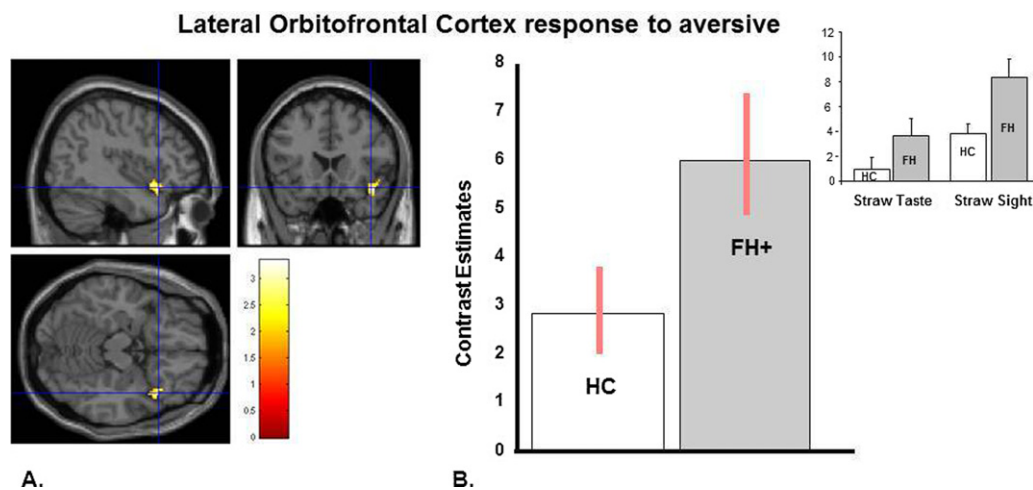 Lateral Orbitofrontal Cortex response to aversive
3
2.5
2
1.5
1
0.5
0
A.
Contrast Estimates
8
7
6
5
4
3
2
1
0
HC
FH+
B.
12
10
8
6
4
2
0
HC
FH
HC
FH
Straw Taste Straw Sight